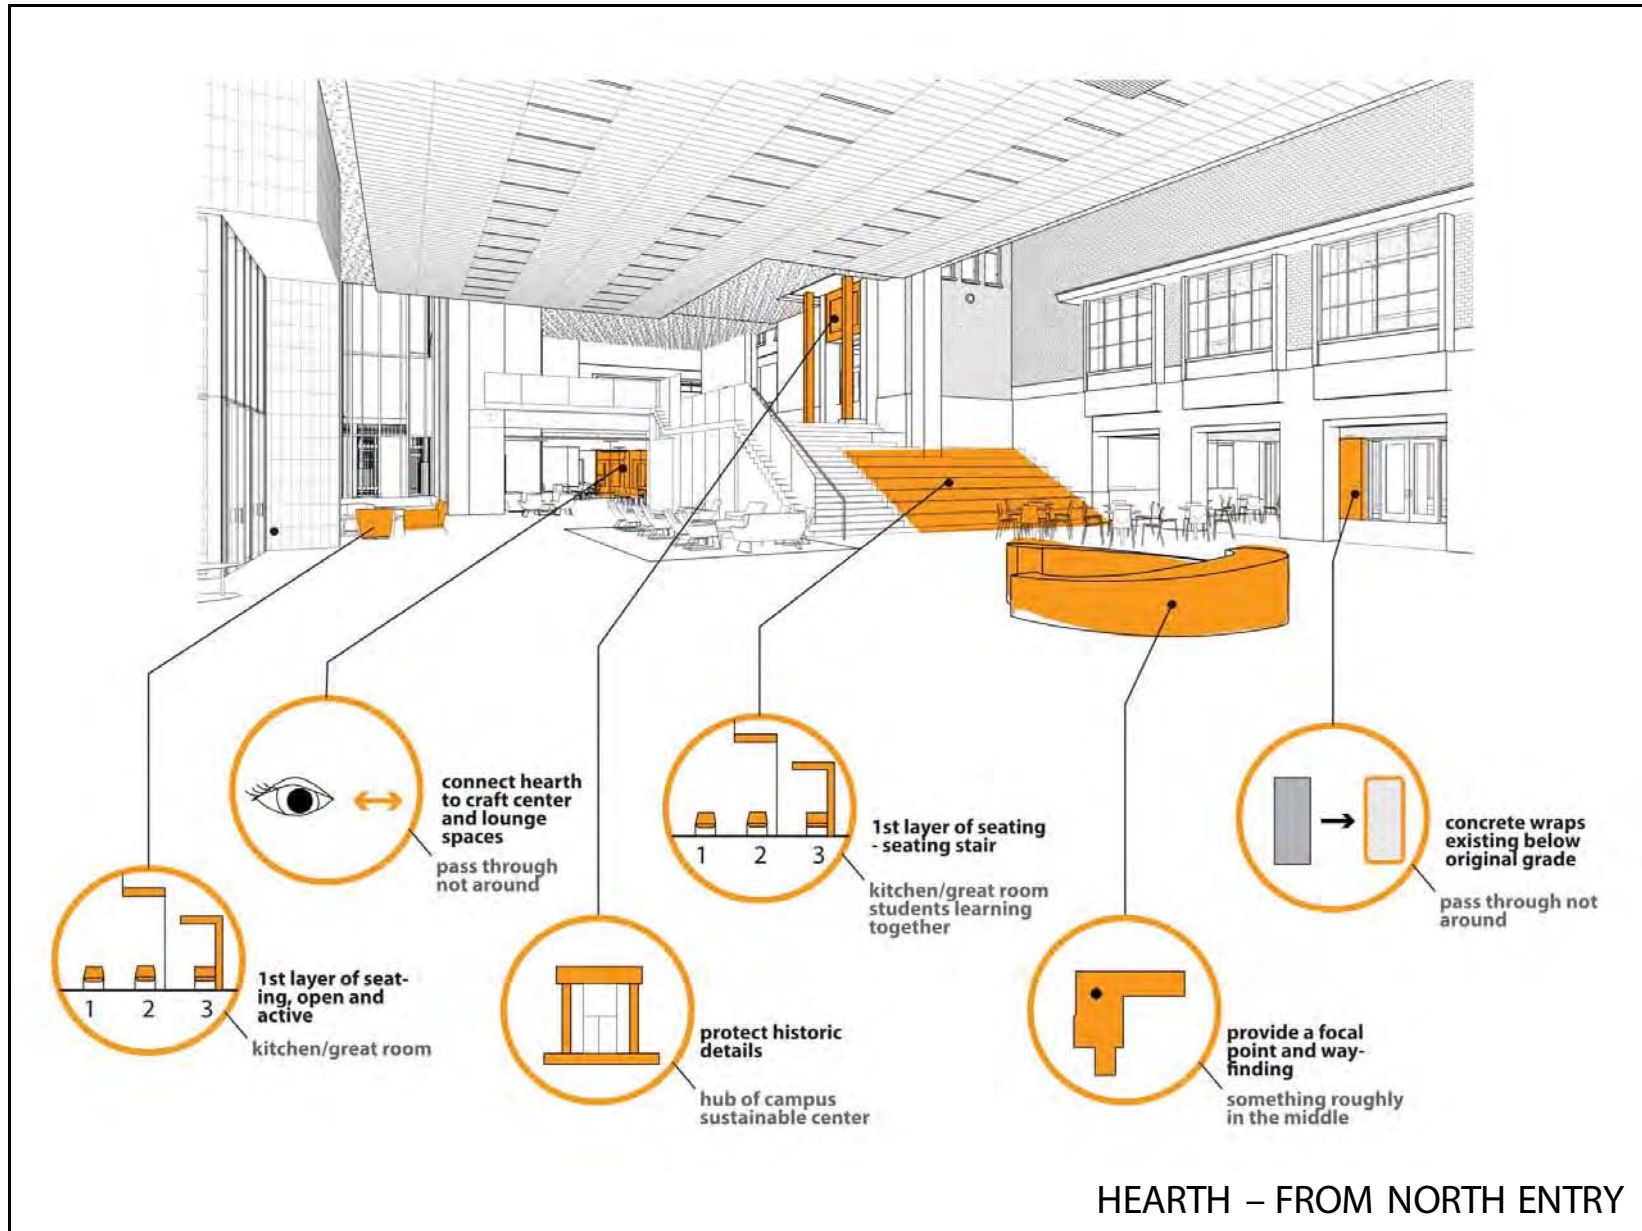 connect hearth
to craft center
and lounge
spaces
pass through
not around
1 2 3
1st layer of seating
- seating stair
kitchen/great room
students learning
together
concrete wraps
existing below
original grade
pass through not
around
1 2 3
1st layer of seat-
ing, open and
active
kitchen/great room
protect historic
details
hub of campus
sustainable center
provide a focal
point and way-
finding
something roughly
in the middle
HEARTH – FROM NORTH ENTRY